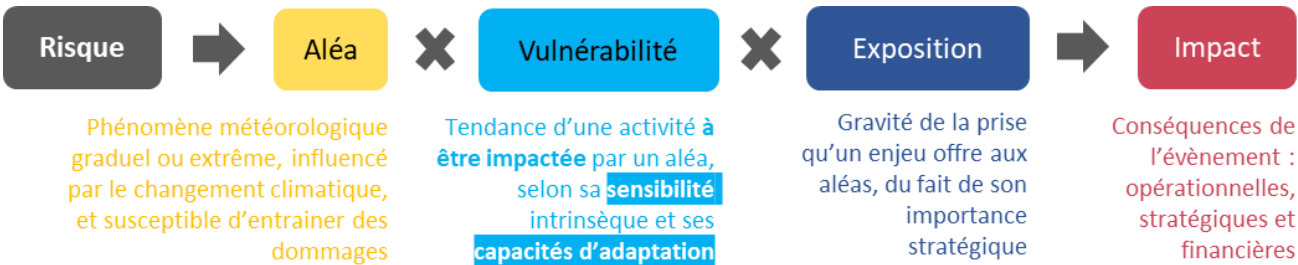 Risque
Aléa
Vulnérabilité
Exposition
Impact
Phénomène météorologique
graduel ou extrême, influencé
par le changement climatique,
et susceptible d'entrainer des
dommages
Tendance d'une activité à
être impactée par un aléa,
selon sa sensibilité
intrinsèque et ses
capacités d'adaptation
Gravité de la prise
qu'un enjeu offre aux
aléas, du fait de son
importance
stratégique
Conséquences de
l'évènement :
opérationnelles,
stratégiques et
financières